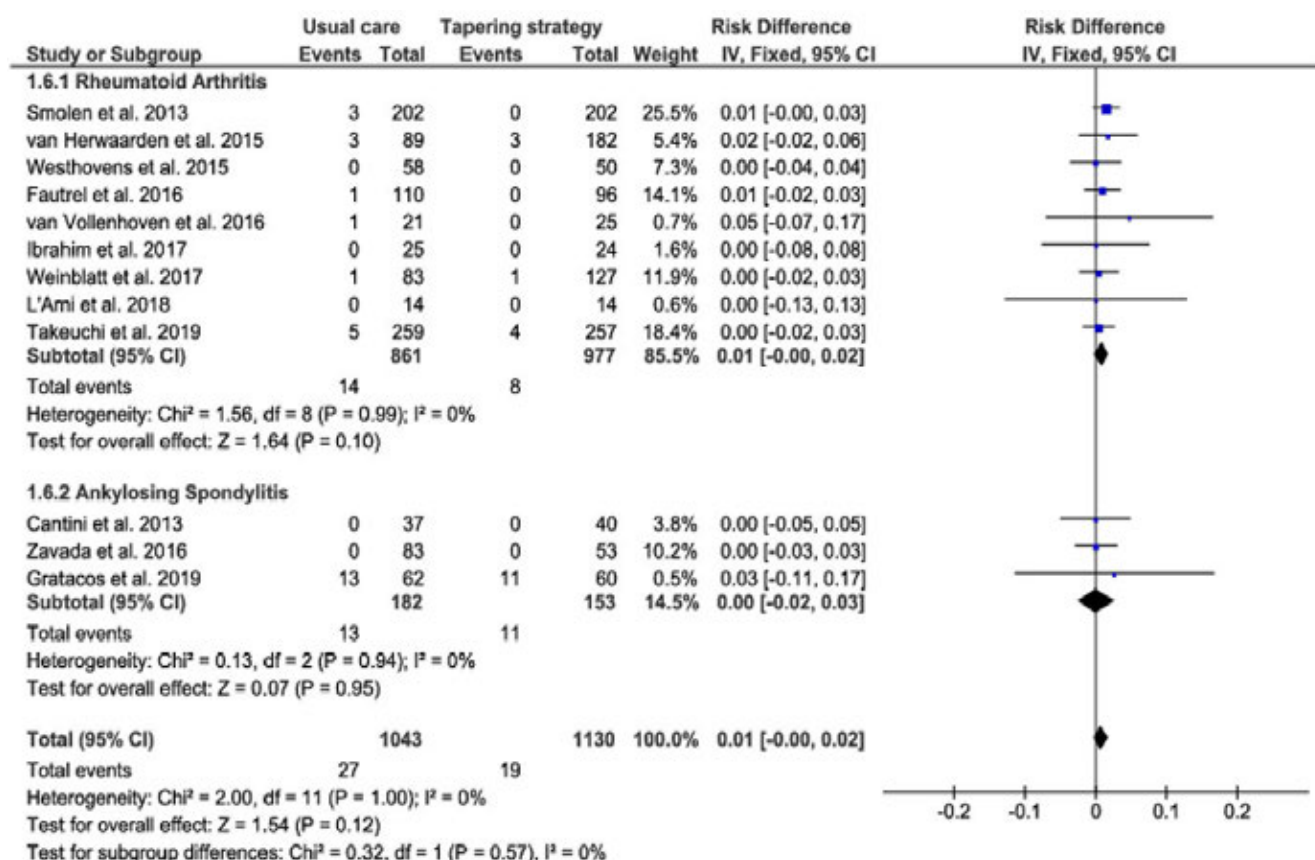 Usual care Tapering strategy Risk Difference Risk Difference
Study or Subgroup Events Total Events Total Weight IV, Fixed, 95% CI IV, Fixed, 95% CI
1.6.1 Rheumatoid Arthritis
Smolen et al. 2013 3 202 0 202 25.5% 0.01 [-0.00, 0.03]
van Herwaarden et al. 2015 3 89 3 182 5.4% 0.02 [-0.02, 0.06]
Westhovens et al. 2015 0 58 0 50 7.3% 0.00 [-0.04, 0.04]
Fautrel et al. 2016 1 110 0 96 14.1% 0.01 [-0.02, 0.03]
van Vollenhoven et al. 2016 1 21 0 25 0.7% 0.05 [-0.07, 0.17]
Ibrahim et al. 2017 0 25 0 24 1.6% 0.00 [-0.08, 0.08]
Weinblatt et al. 2017 1 83 1 127 11.9% 0.00 [-0.02, 0.03]
L'Ami et al. 2018 0 14 0 14 0.6% 0.00 [-0.13, 0.13]
Takeuchi et al. 2019 5 259 4 257 18.4% 0.00 [-0.02, 0.03]
Subtotal (95% CI) 861 977 85.5% 0.01 [-0.00, 0.02]
Total events 14 8
Heterogeneity: Chi² = 1.56, df = 8 (P = 0.99); I² = 0%
Test for overall effect: Z = 1.64 (P = 0.10)
1.6.2 Ankylosing Spondylitis
Cantini et al. 2013 0 37 0 40 3.8% 0.00 [-0.05, 0.05]
Zavada et al. 2016 0 83 0 53 10.2% 0.00 [-0.03, 0.03]
Gratacos et al. 2019 13 62 11 60 0.5% 0.03 [-0.11, 0.17]
Subtotal (95% CI) 182 153 14.5% 0.00 [-0.02, 0.03]
Total events 13 11
Heterogeneity: Chi² = 0.13, df = 2 (P = 0.94); I² = 0%
Test for overall effect: Z = 0.07 (P = 0.95)
Total (95% CI) 1043 1130 100.0% 0.01 [-0.00, 0.02]
Total events 27 19
Heterogeneity: Chi² = 2.00, df = 11 (P = 1.00); I² = 0%
Test for overall effect: Z = 1.54 (P = 0.12)
Test for subgroup differences: Chi² = 0.32, df = 1 (P = 0.57), I² = 0%
-0.2 -0.1 0 0.1 0.2